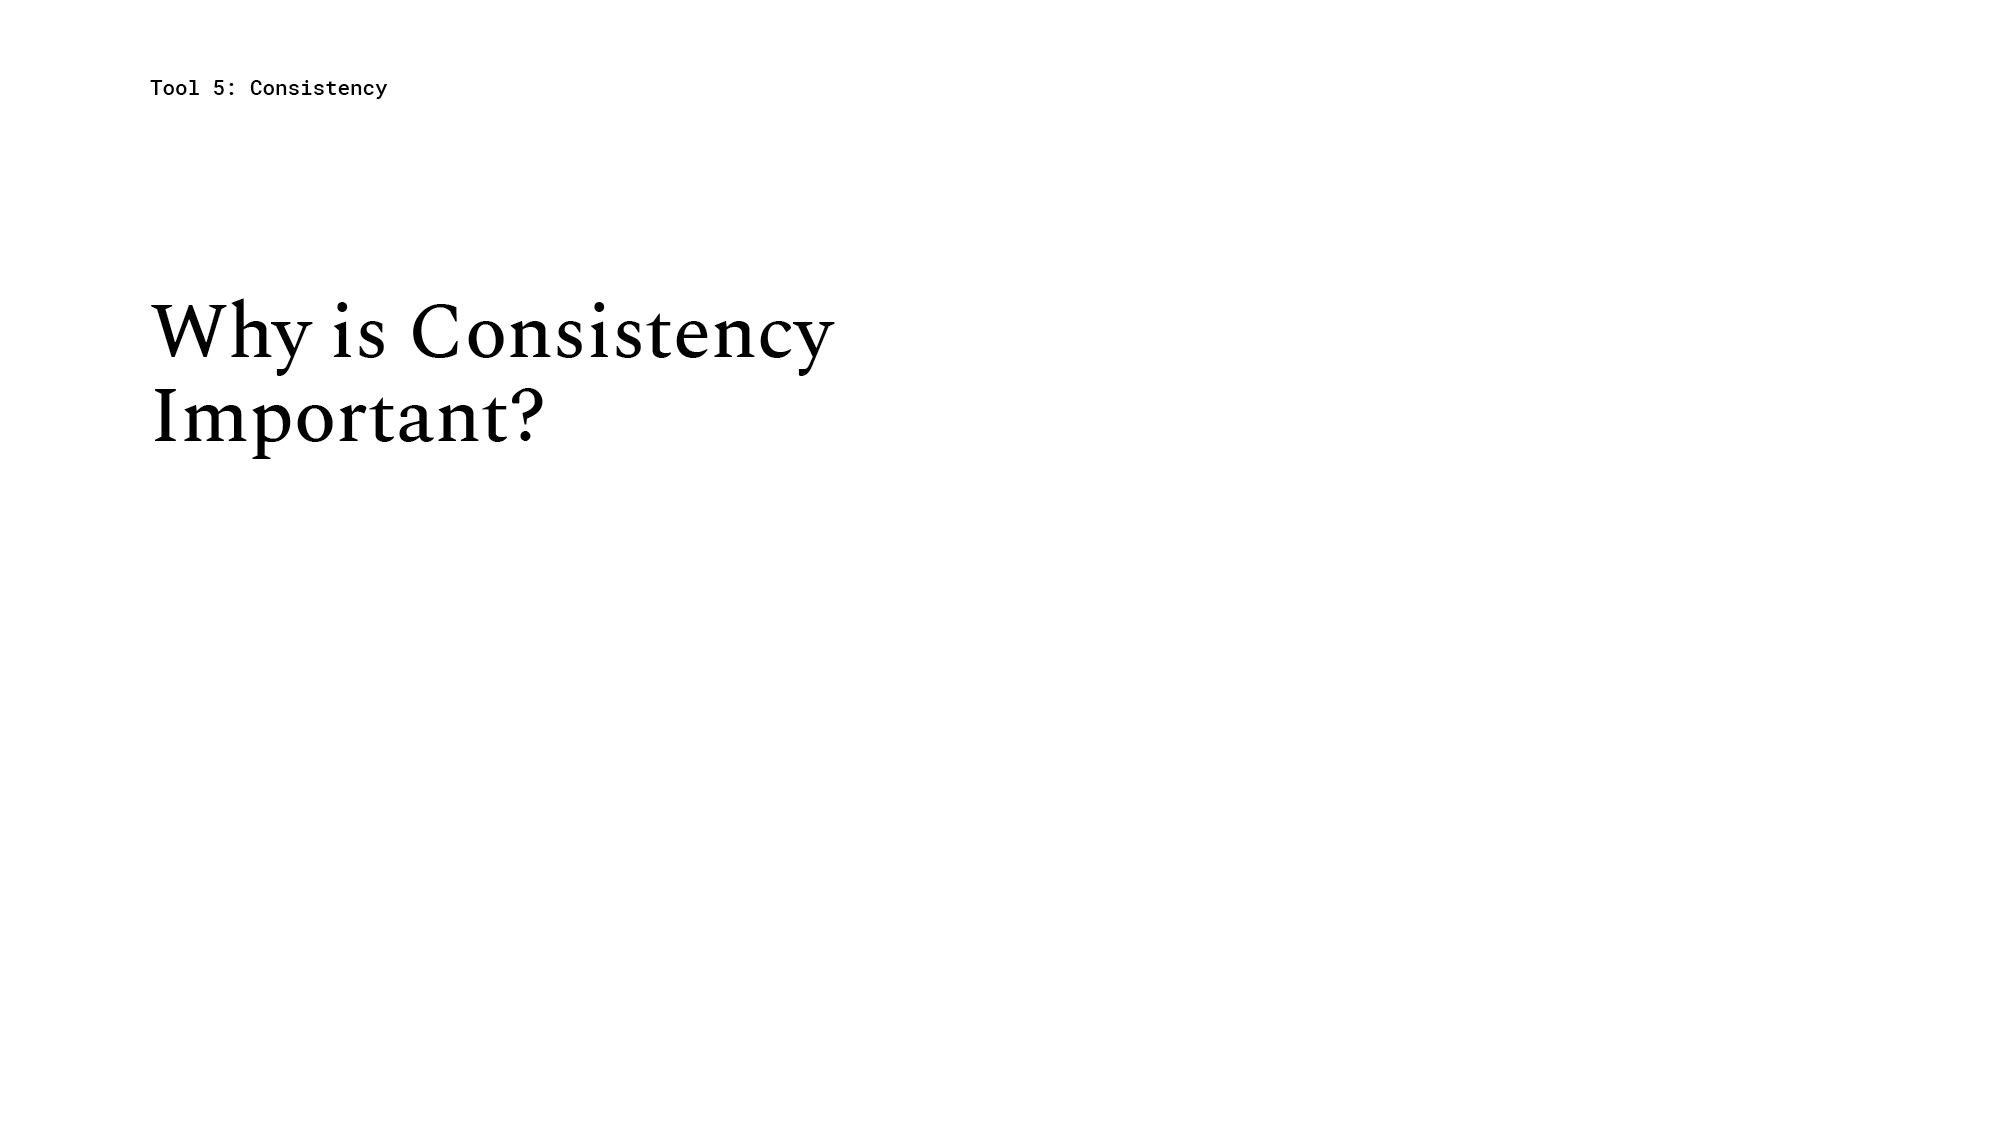 Tool 5: Consistency
Why is Consistency
Important?